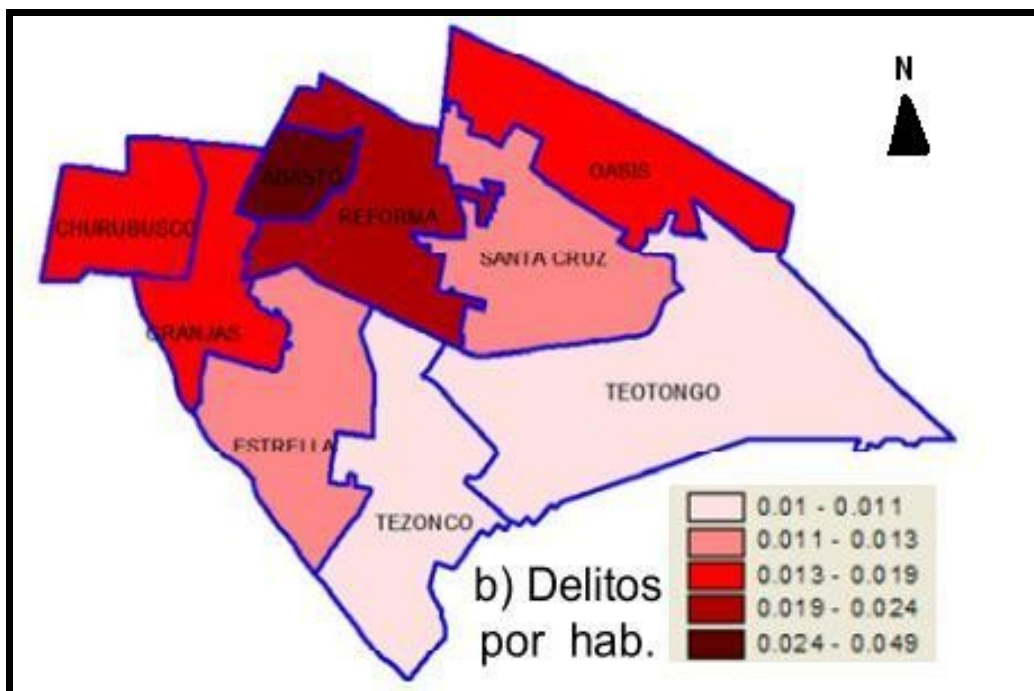 N
OASIS
ABASTO
REFORMA
CHURUBUSCO
SANTA CRUZ
GRANJAS
TEOTONGO
ESTRELLA
TEZONCO
b) Delitos
por hab.
0.01 - 0.011
0.011 - 0.013
0.013 - 0.019
0.019 - 0.024
0.024 - 0.049